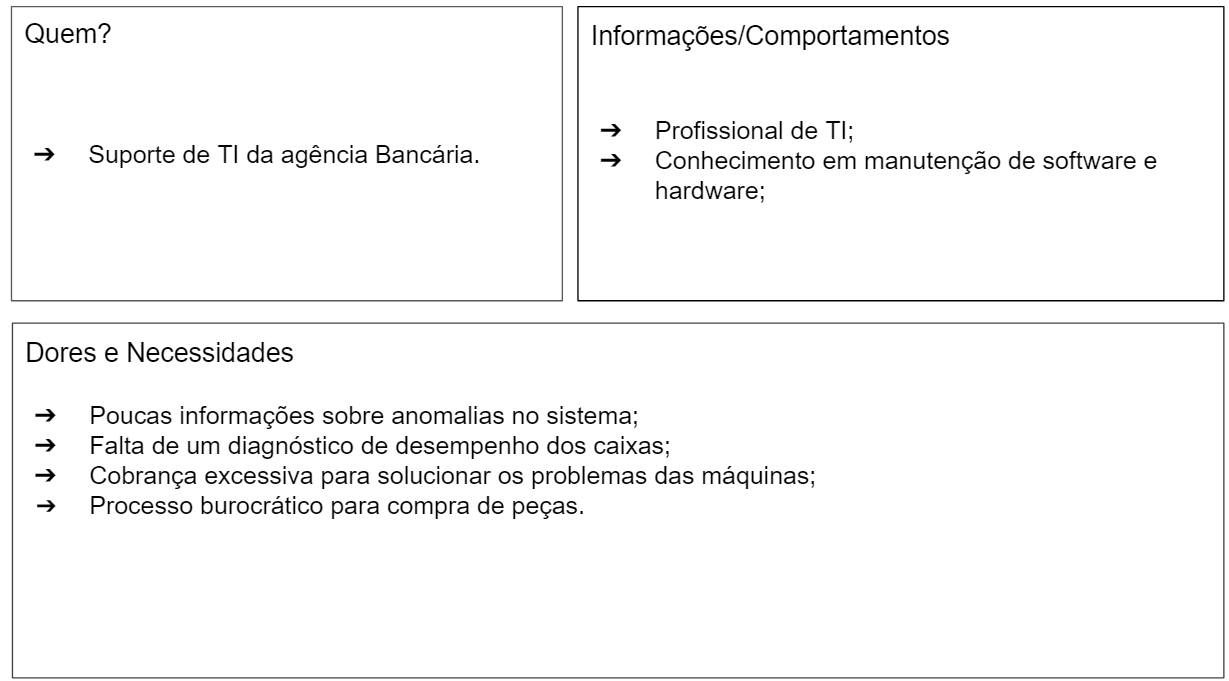 Quem?
➔ Suporte de TI da agência Bancária.
Informações/Comportamentos
➔ Profissional de TI;
➔ Conhecimento em manutenção de software e
hardware;
Dores e Necessidades
➔ Poucas informações sobre anomalias no sistema;
➔ Falta de um diagnóstico de desempenho dos caixas;
➔ Cobrança excessiva para solucionar os problemas das máquinas;
➔ Processo burocrático para compra de peças.